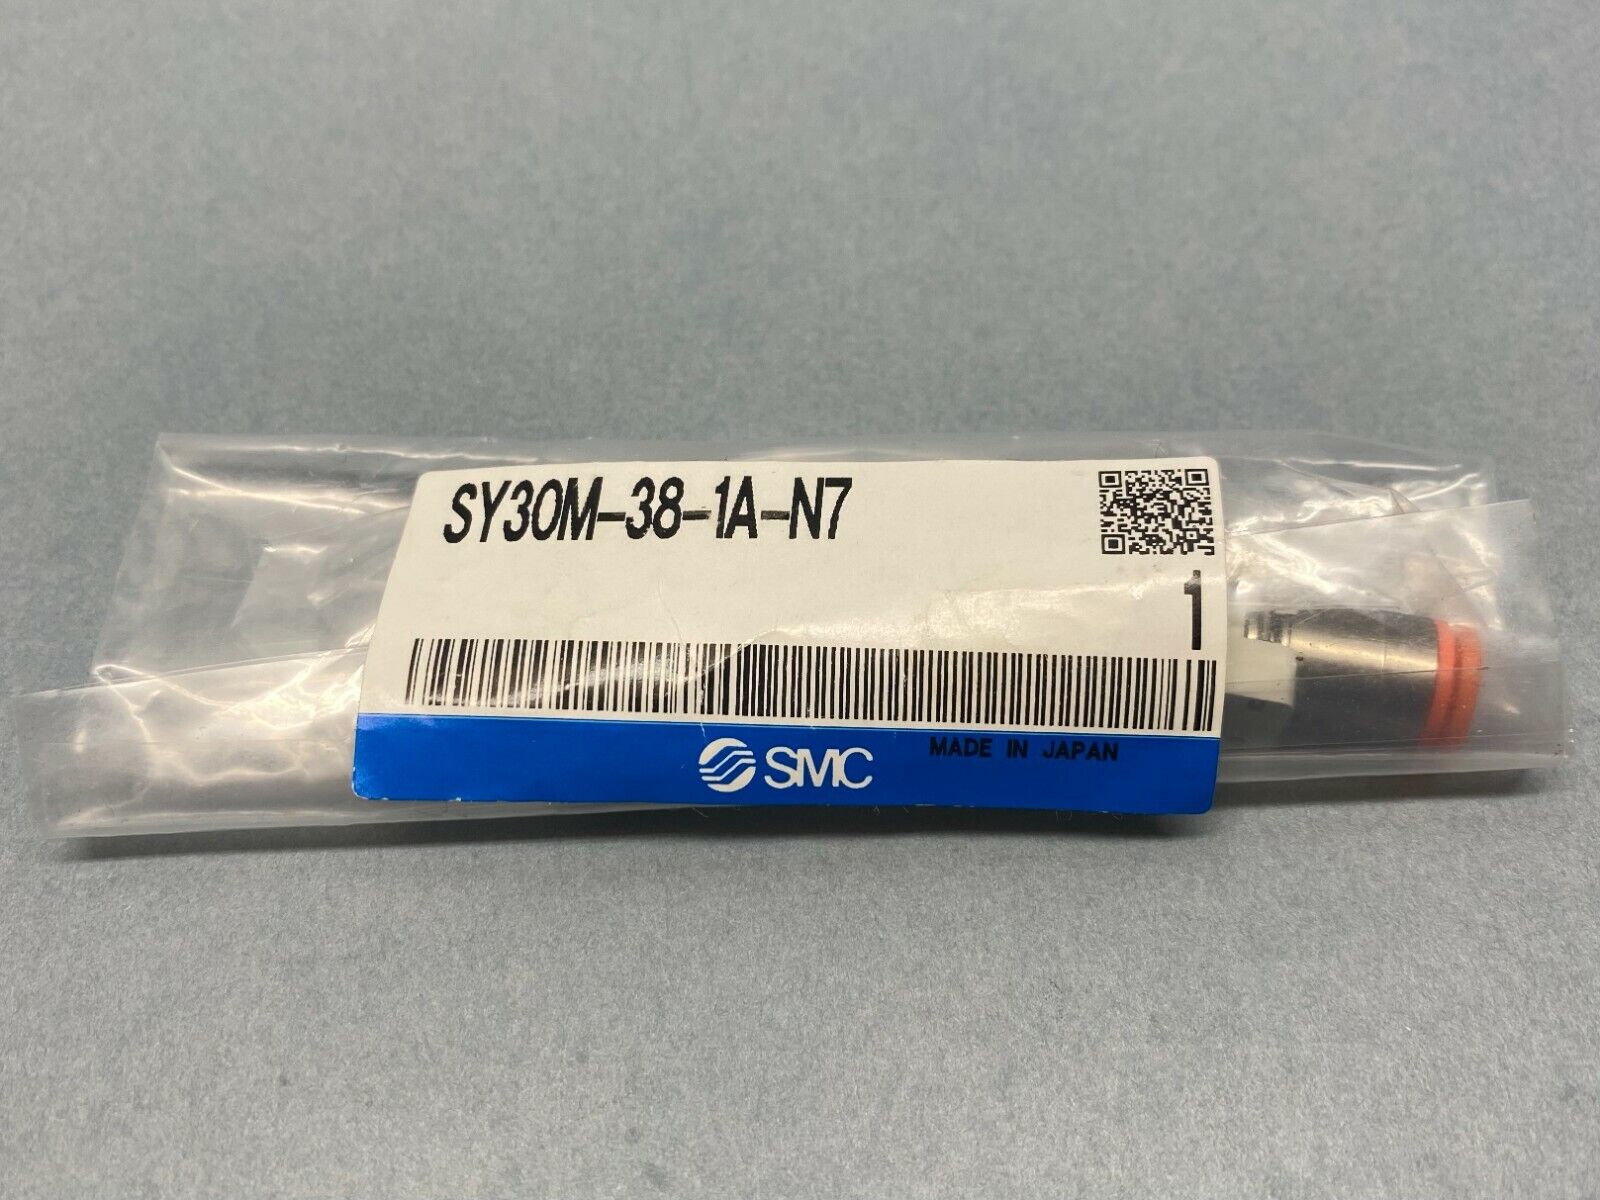 SY30M-38-1A-N7
1
SMC
MADE IN JAPAN